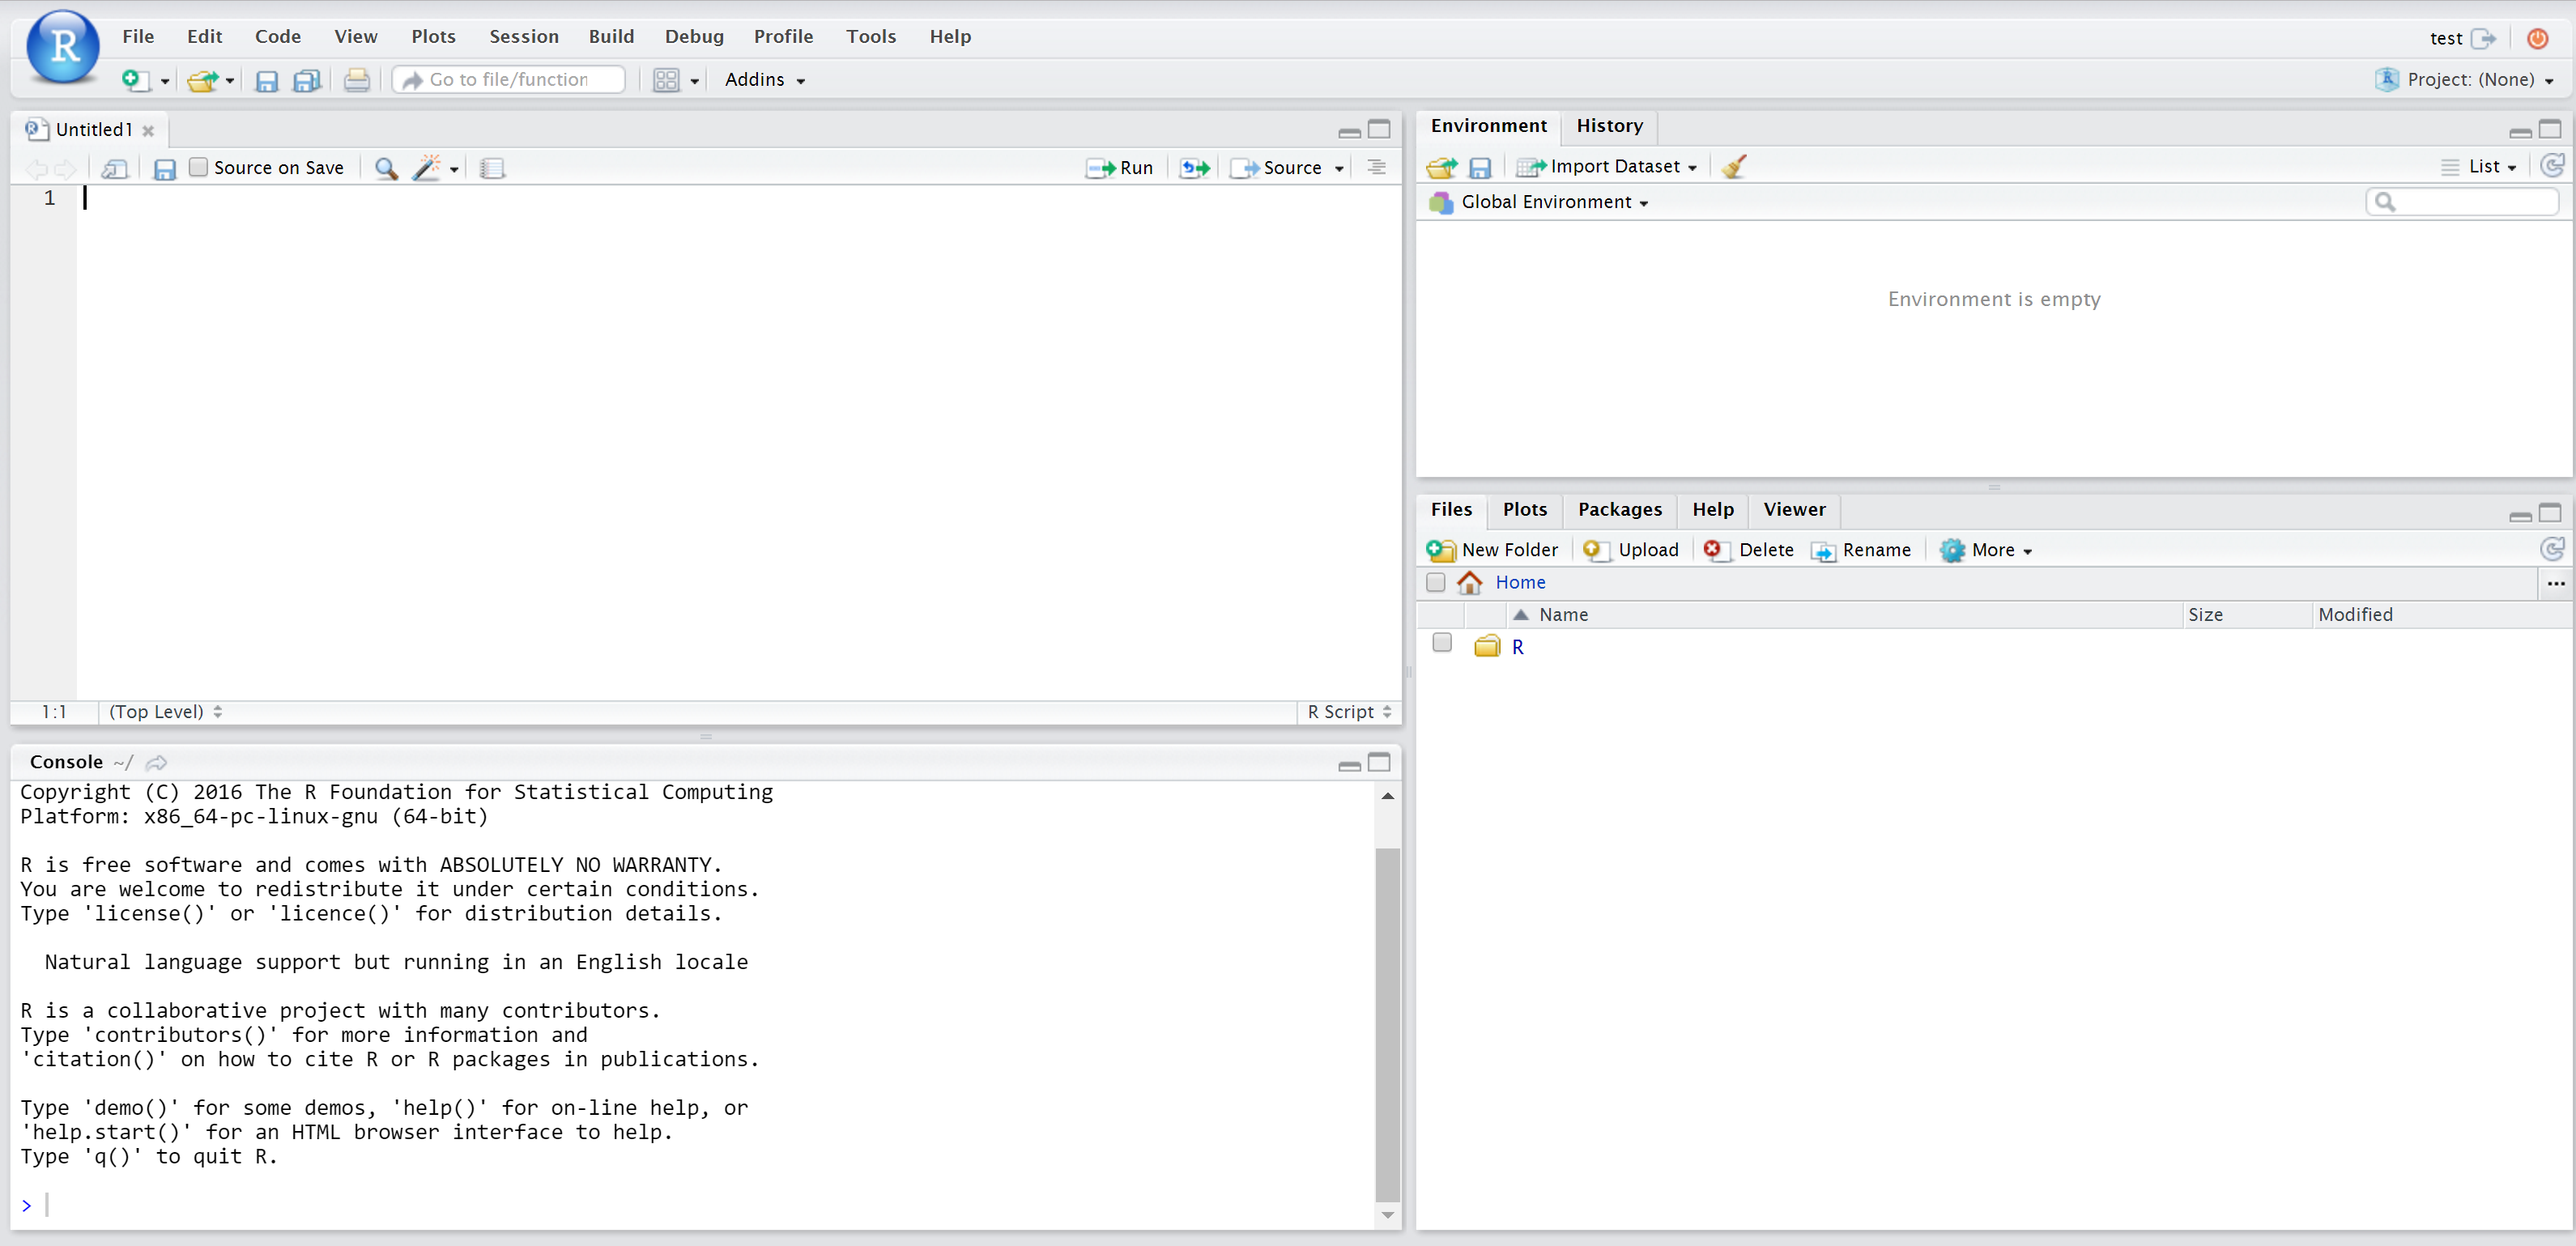 R File Edit Code View Plots Session Build Debug Profile Tools Help test
Go to file/function Addins Project: (None)
Untitled1
Source on Save Run Source
1
1:1 (Top Level) R Script
Console ~/
Copyright (C) 2016 The R Foundation for Statistical Computing
Platform: x86_64-pc-linux-gnu (64-bit)
R is free software and comes with ABSOLUTELY NO WARRANTY.
You are welcome to redistribute it under certain conditions.
Type 'license()' or 'licence()' for distribution details.
Natural language support but running in an English locale
R is a collaborative project with many contributors.
Type 'contributors()' for more information and
'citation()' on how to cite R or R packages in publications.
Type 'demo()' for some demos, 'help()' for on-line help, or
'help.start()' for an HTML browser interface to help.
Type 'q()' to quit R.
>
Environment History
Import Dataset List
Global Environment
Environment is empty
Files Plots Packages Help Viewer
New Folder Upload Delete Rename More
Home ...
Name Size Modified
R